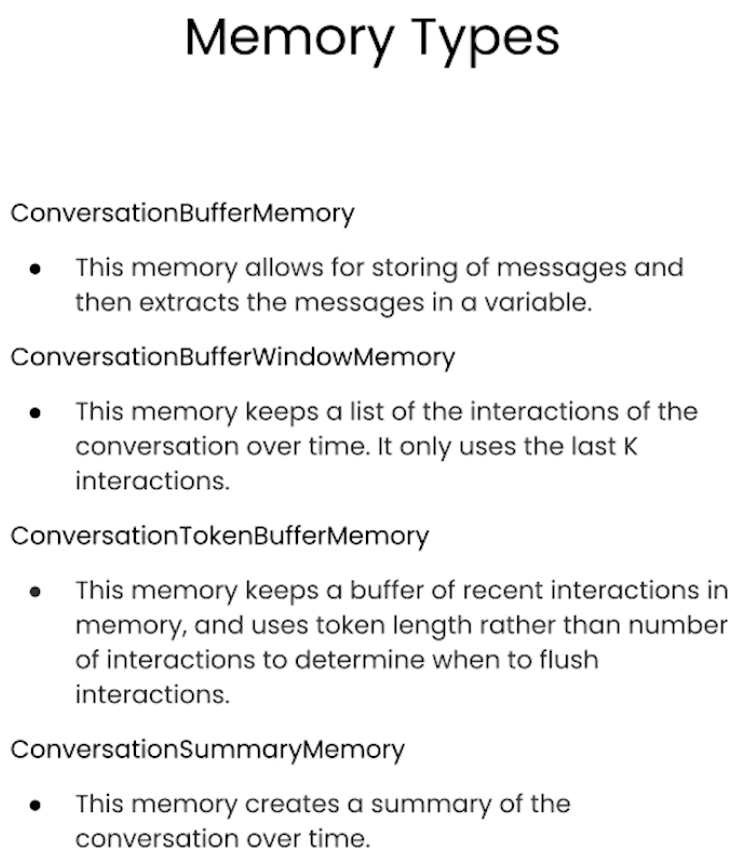 Memory Types
ConversationBufferMemory
● This memory allows for storing of messages and
then extracts the messages in a variable.
ConversationBufferWindowMemory
● This memory keeps a list of the interactions of the
conversation over time. It only uses the last K
interactions.
ConversationTokenBufferMemory
● This memory keeps a buffer of recent interactions in
memory, and uses token length rather than number
of interactions to determine when to flush
interactions.
ConversationSummaryMemory
● This memory creates a summary of the
conversation over time.